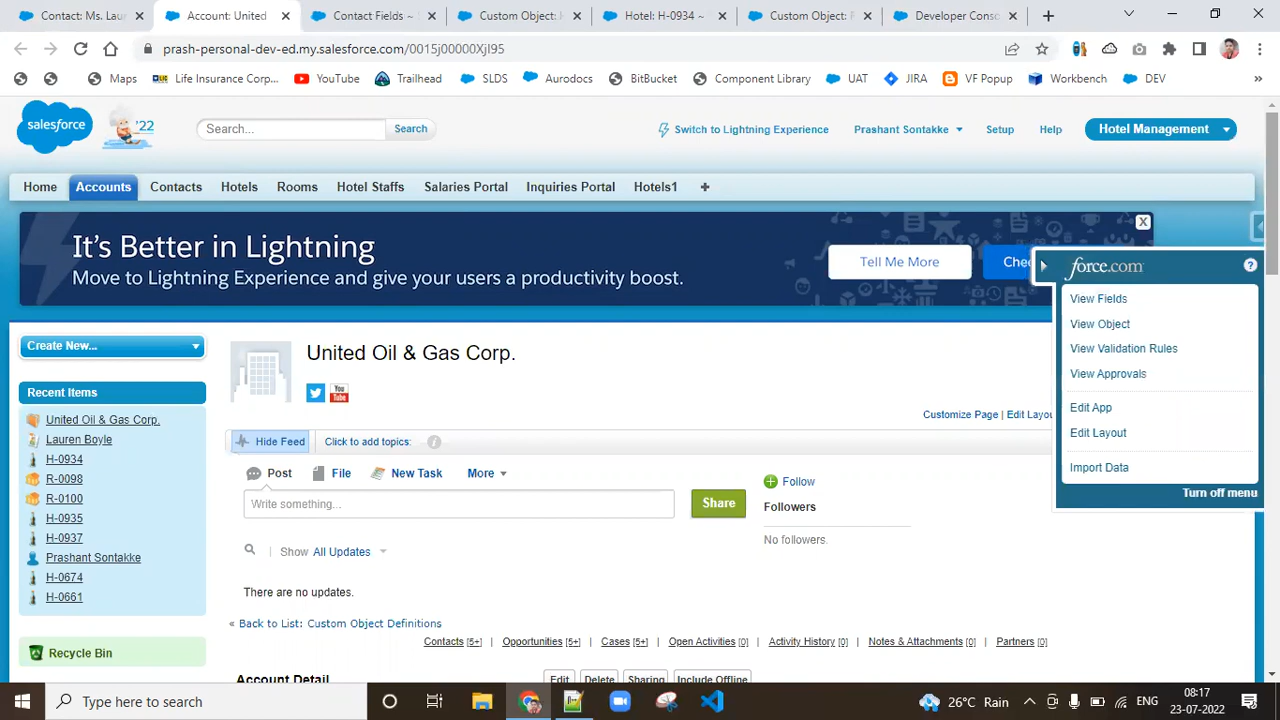 Contact: Ms. Lau
Account: United
Contact Fields ~
Custom Object:
Hotel: H-0934 ~
Custom Object:
Developer Conso
prash-personal-dev-ed.my.salesforce.com/0015j00000XjI95
Maps
Life Insurance Corp...
YouTube
Trailhead
SLDS
Aurodocs
BitBucket
Component Library
UAT
JIRA
VF Popup
Workbench
DEV
»
salesforce
'22
Search...
Search
Switch to Lightning Experience
Prashant Sontakke
Setup
Help
Hotel Management
Home
Accounts
Contacts
Hotels
Rooms
Hotel Staffs
Salaries Portal
Inquiries Portal
Hotels1
+
It's Better in Lightning
Move to Lightning Experience and give your users a productivity boost.
Tell Me More
Chec
X
force.com
?
View Fields
View Object
View Validation Rules
View Approvals
Edit App
Edit Layout
Import Data
Turn off menu
Create New...
Recent Items
United Oil & Gas Corp.
Lauren Boyle
H-0934
R-0098
R-0100
H-0935
H-0937
Prashant Sontakke
H-0674
H-0661
Recycle Bin
United Oil & Gas Corp.
You Tube
Customize Page | Edit Layou
Hide Feed
Click to add topics:
i
Post
File
New Task
More
Write something...
Share
Follow
Followers
No followers.
Show All Updates
There are no updates.
« Back to List: Custom Object Definitions
Contacts [5+] | Opportunities [5+] | Cases [5+] | Open Activities [0] | Activity History [0] | Notes & Attachments [0] | Partners [0]
Account Detail
Edit
Delete
Sharing
Include Offline
Type here to search
26°C Rain
ENG
08:17
23-07-2022